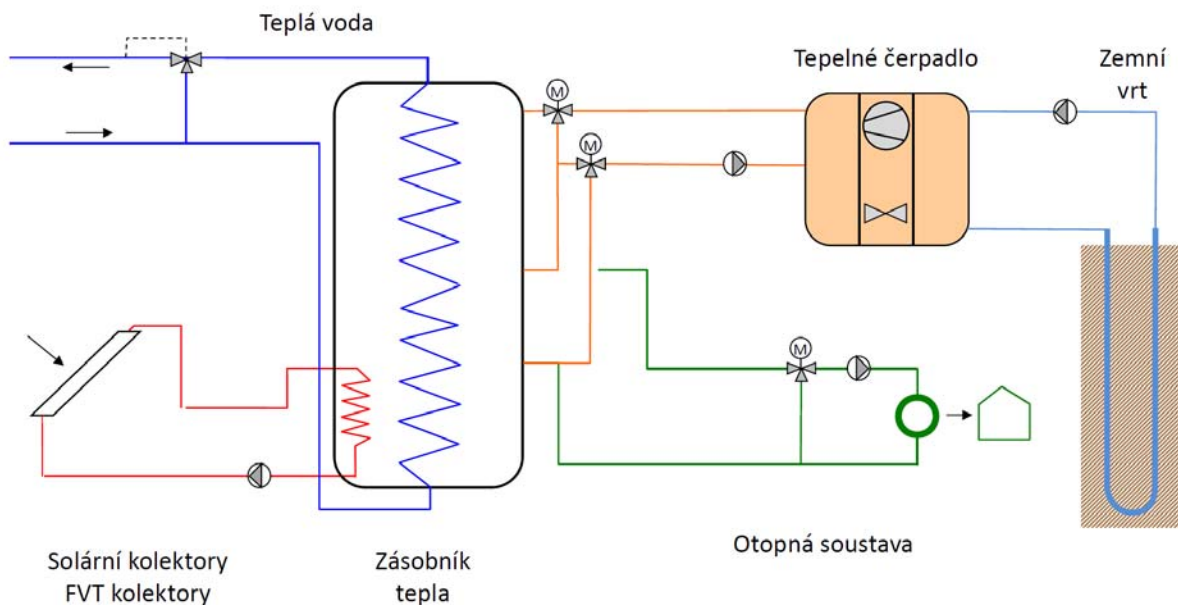 Teplá voda
Tepelné čerpadlo
Zemní
vrt
M
M
M
Otopná soustava
Solární kolektory
FVT kolektory
Zásobník
tepla